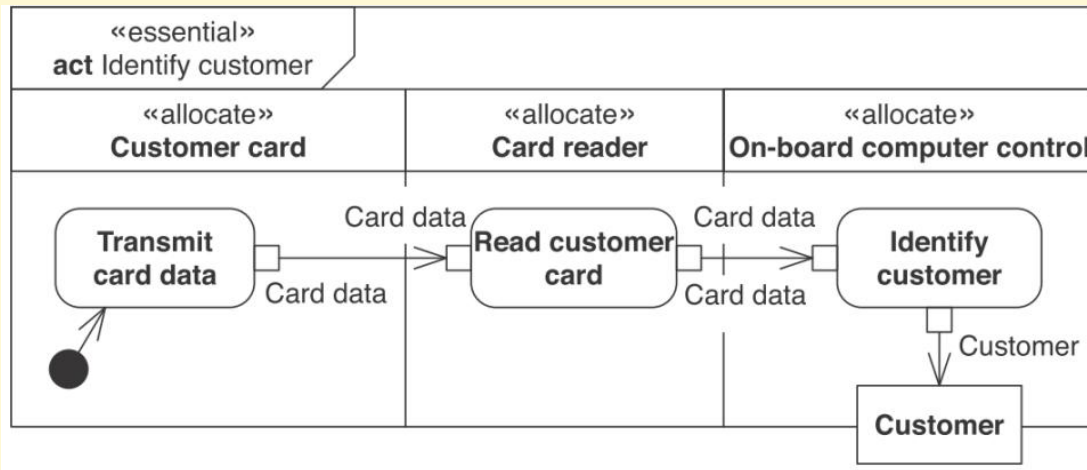 «essential»
act Identify customer
«allocate»
Customer card
«allocate»
Card reader
«allocate»
On-board computer control
Transmit
card data
Card data
Card data
Read customer
card
Card data
Card data
Identify
customer
Customer
Customer